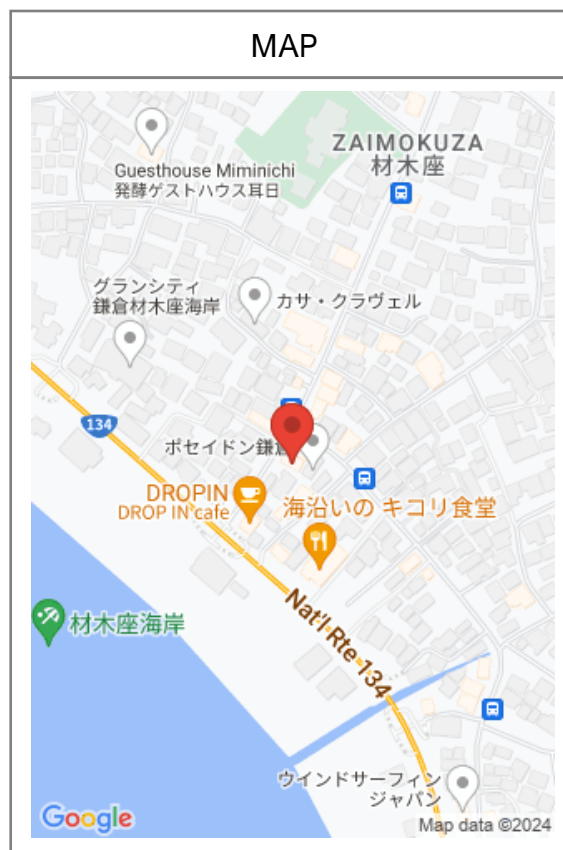 MAP
ZAIMOKUZA
材木座
Guesthouse Miminichi
発酵ゲストハウス耳日
グランシティ
鎌倉材木座海岸
カサ・クラヴェル
134
ポセイドン鎌倉
DROPIN
DROP IN cafe
海沿いの キコリ食堂
材木座海岸
Nat'l Rte 134
ウインドサーフィン
ジャパン
Google
Map data ©2024